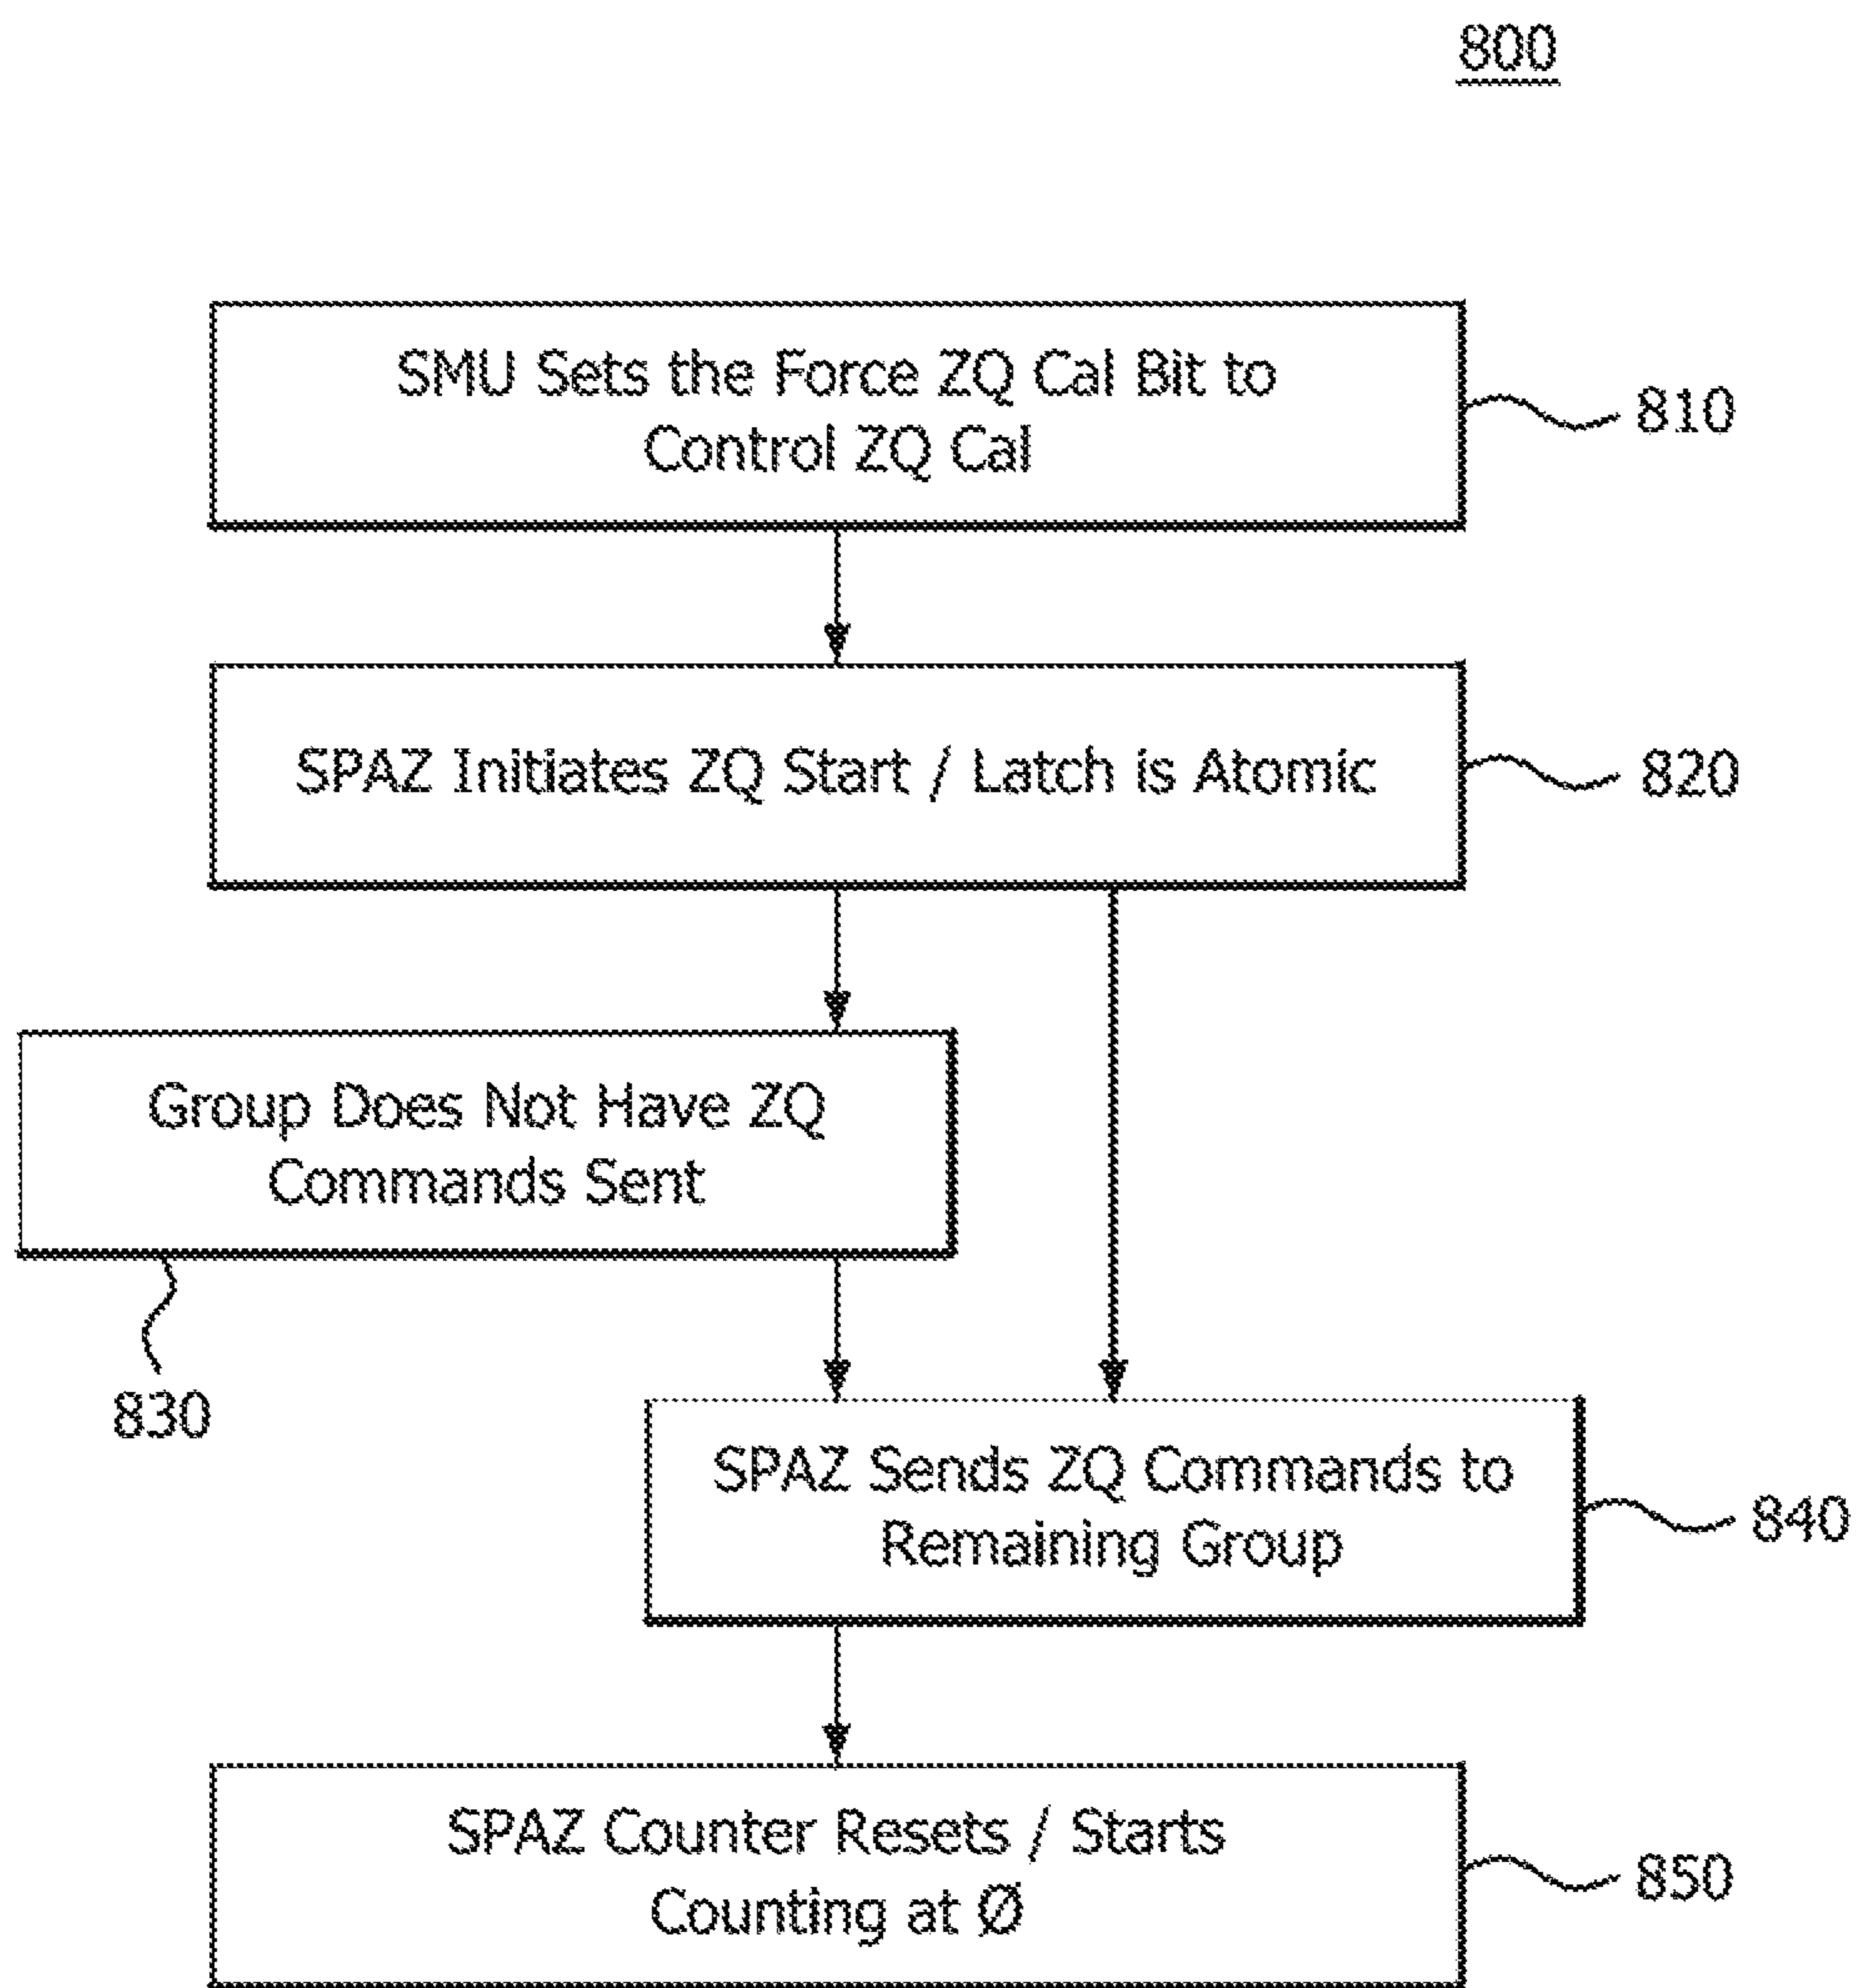 800
SMU Sets the Force ZQ Cal Bit to
Control ZQ Cal
810
SPAZ Initiates ZQ Start / Latch is Atomic
820
Group Does Not Have ZQ
Commands Sent
830
SPAZ Sends ZQ Commands to
Remaining Group
840
SPAZ Counter Resets / Starts
Counting at Ø
850